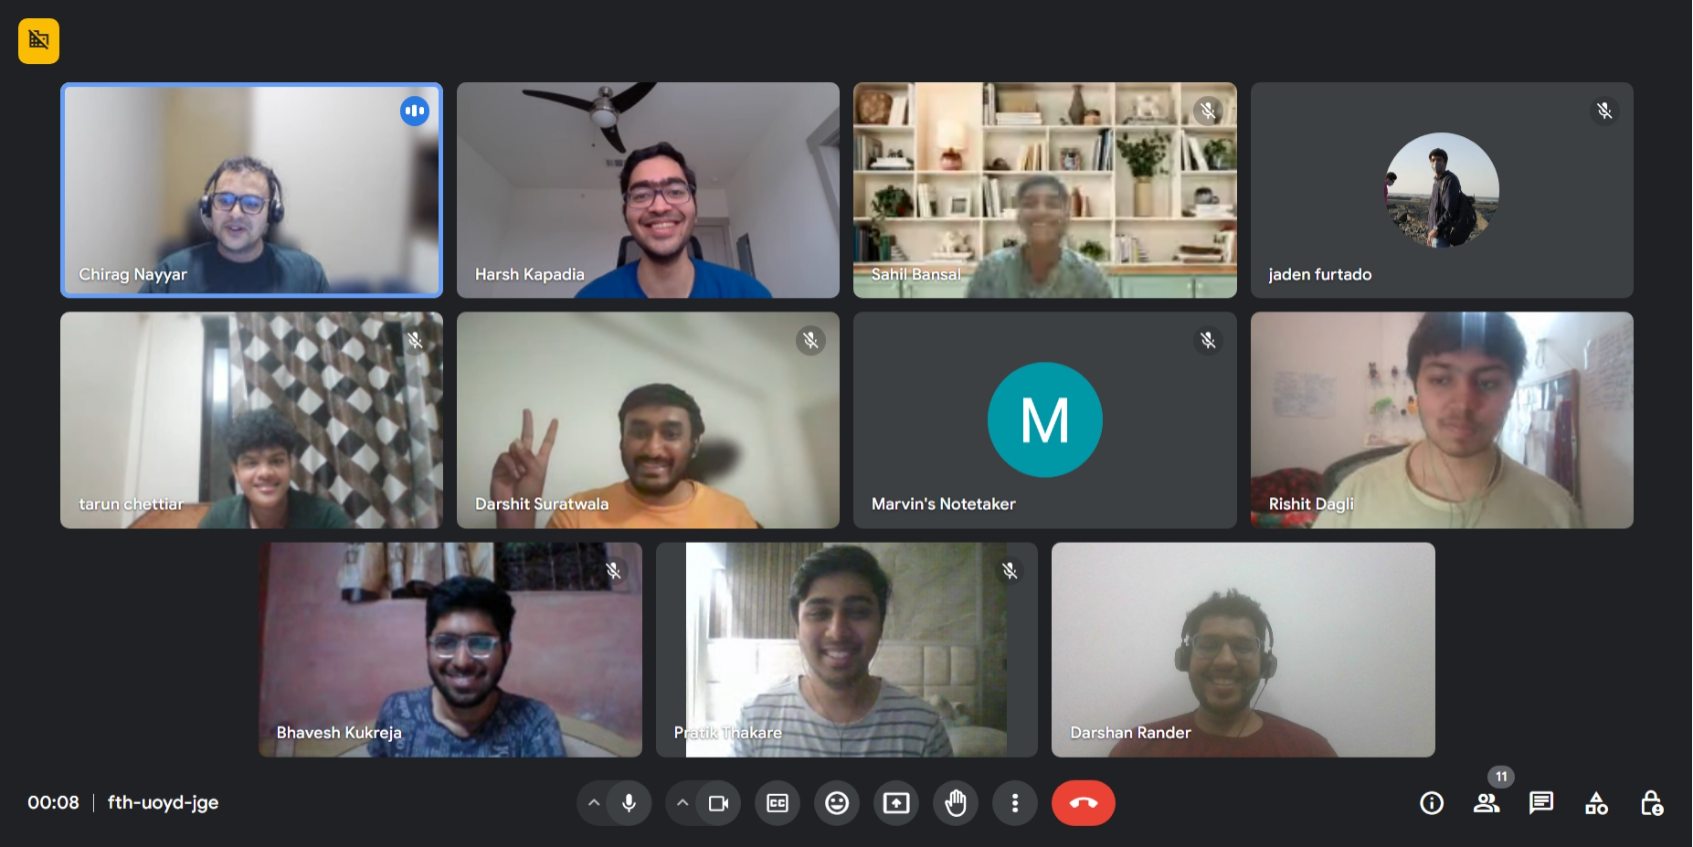 Chirag Nayyar
Harsh Kapadia
Sahil Bansal
jaden furtado
tarun chettiar
Darshit Suratwala
M
Marvin's Notetaker
Rishit Dagli
Bhavesh Kukreja
Pratik Thakare
Darshan Rander
00:08 | fth-uoyd-jge
CC
11